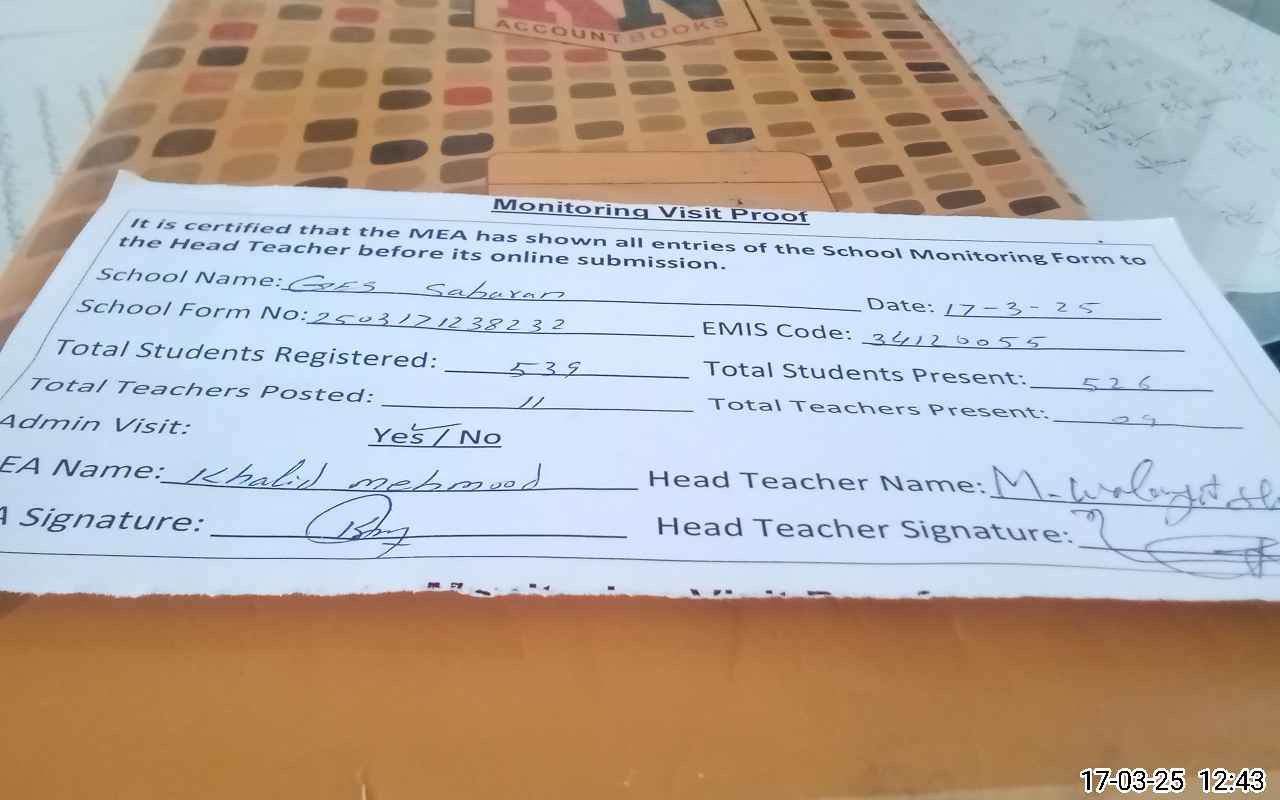 ACCOUNT BOOKS
Monitoring Visit Proof
It is certified that the MEA has shown all entries of the School Monitoring Form to
the Head Teacher before its online submission.
School Name: GOES Sabaran Date: 17-3-25
School Form No: 2503171238232 EMIS Code: 34120055
Total Students Registered: 539 Total Students Present: 526
Total Teachers Posted: 11 Total Teachers Present: 09
Admin Visit: Yes / No
EA Name: Khalid mehmood Head Teacher Name: M.
A Signature: Head Teacher Signature:
17-03-25 12:43